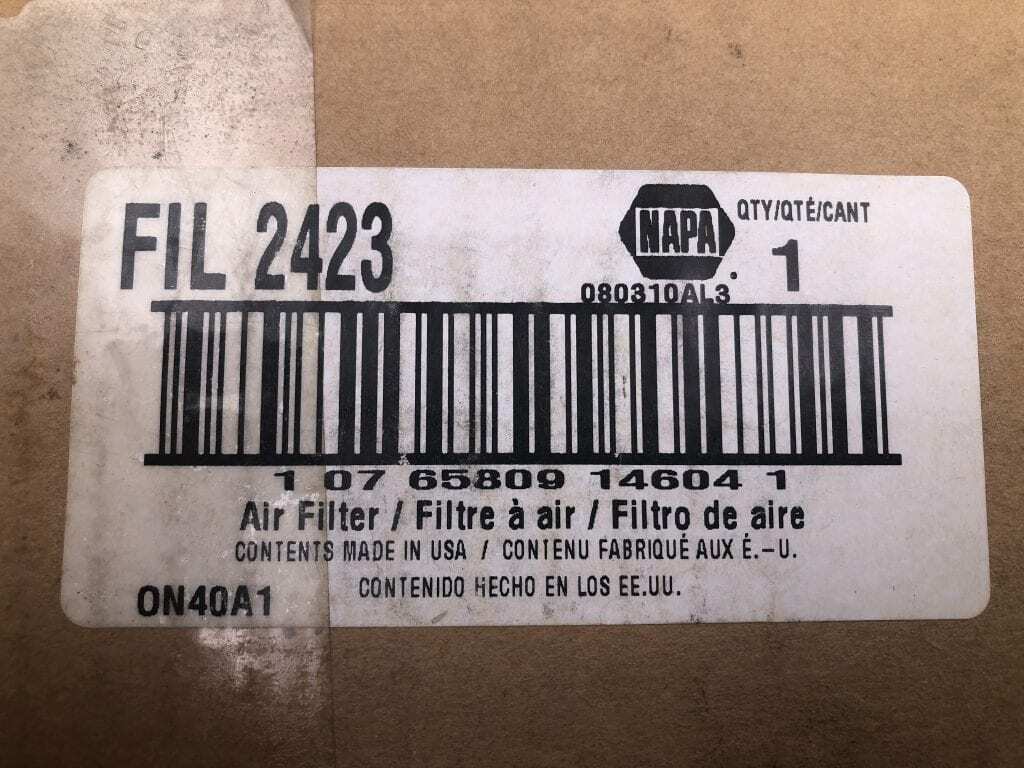 FIL 2423
NAPA
QTY/QTÉ/CANT
1
080310AL3
1 07 65809 14604 1
Air Filter / Filtre à air / Filtro de aire
CONTENTS MADE IN USA / CONTENU FABRIQUÉ AUX É.-U.
CONTENIDO HECHO EN LOS EE.UU.
ON40A1